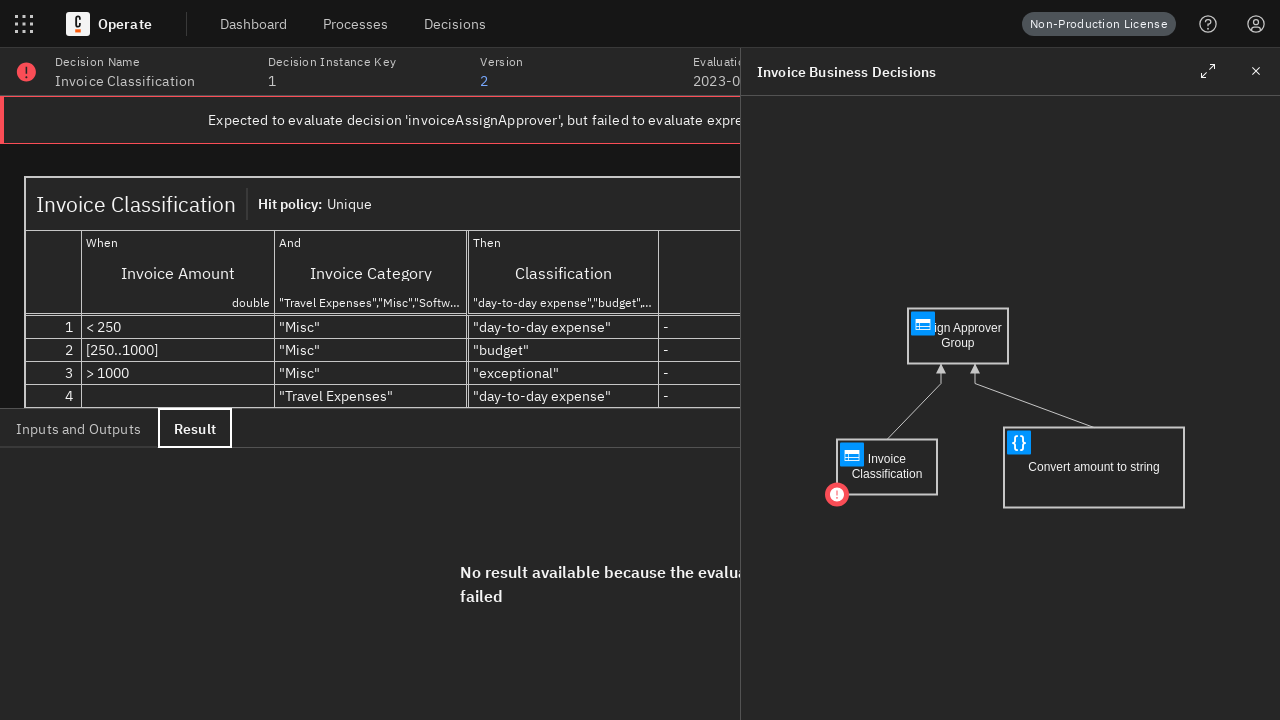 Operate
Dashboard
Processes
Decisions
Non-Production License
Decision Name
Invoice Classification
Decision Instance Key
1
Version
2
Evaluatio
2023-0
Invoice Business Decisions
Expected to evaluate decision 'invoiceAssignApprover', but failed to evaluate expre
Invoice Classification
Hit policy: Unique
When
And
Then
Invoice Amount
Invoice Category
Classification
double
"Travel Expenses","Misc","Softw...
"day-to-day expense","budget",...
1 < 250 "Misc" "day-to-day expense" -
2 [250..1000] "Misc" "budget" -
3 > 1000 "Misc" "exceptional" -
4 "Travel Expenses" "day-to-day expense" -
Inputs and Outputs
Result
No result available because the evalua
failed
ign Approver
Group
Invoice
Classification
Convert amount to string